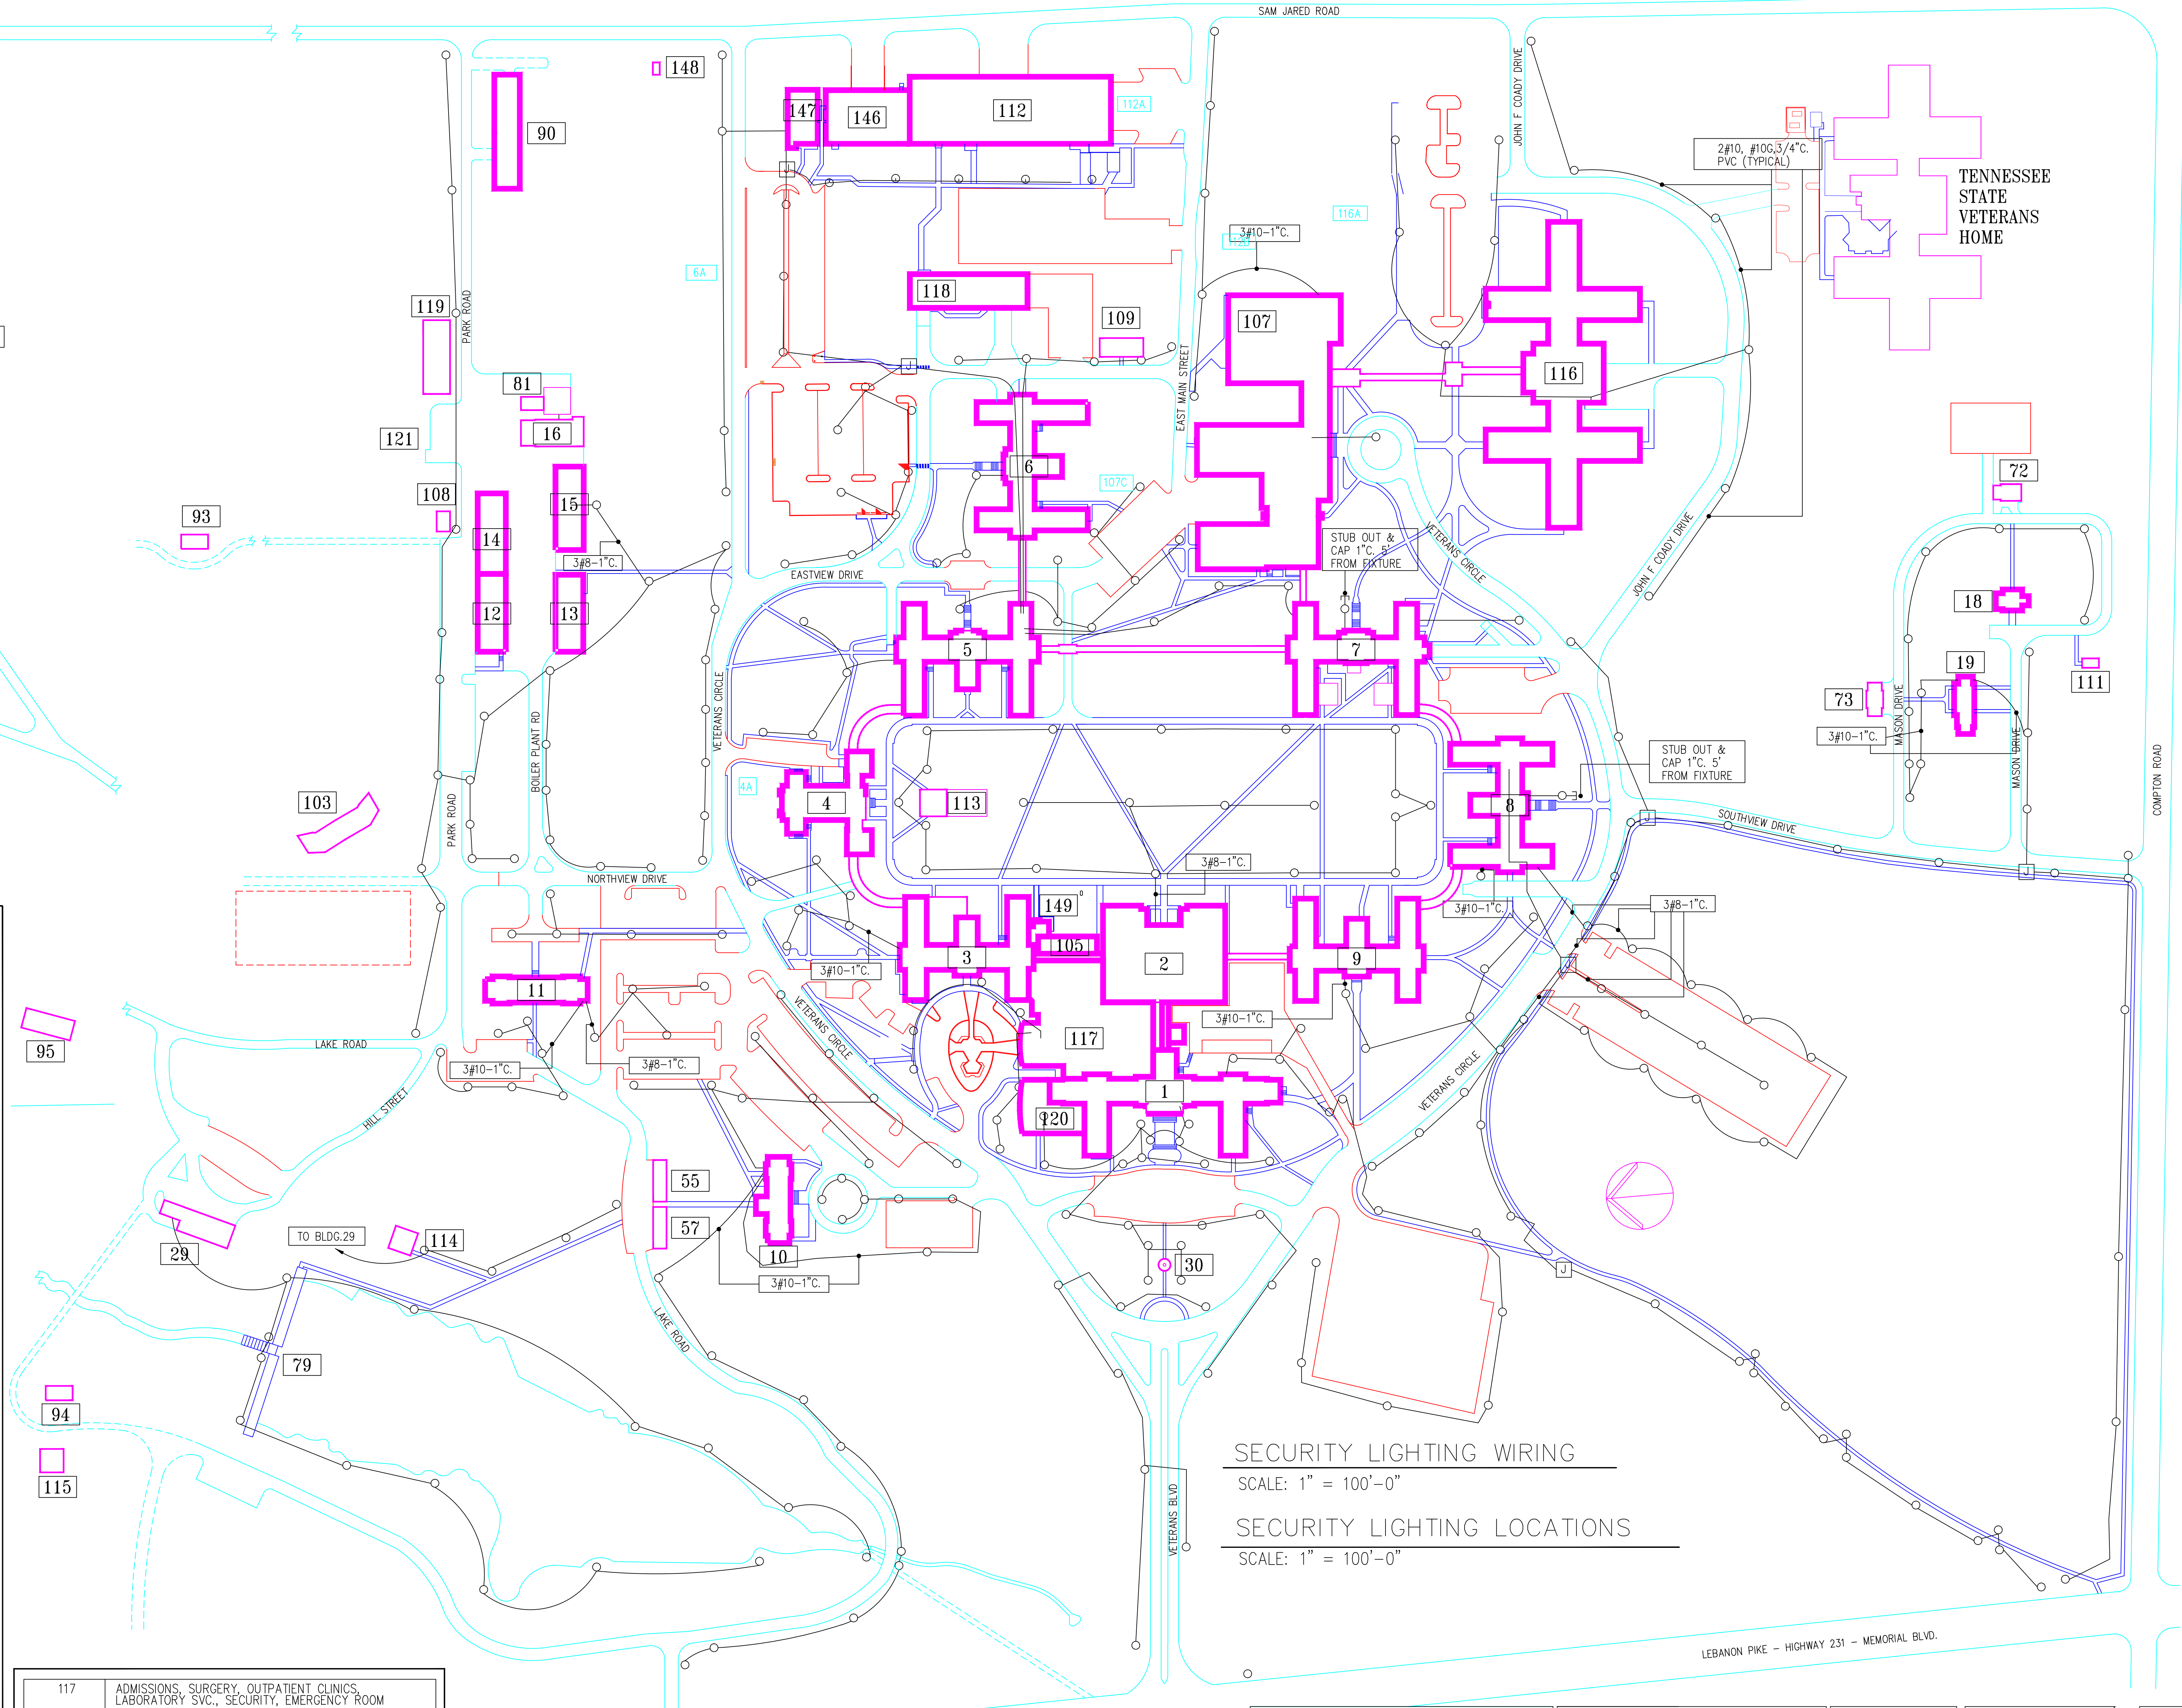 SAM JARED ROAD
148
147
146
112
112A
90
JOHN F COADY DRIVE
2#10, #10G,3/4"C.
PVC (TYPICAL)
TENNESSEE
STATE
VETERANS
HOME
116A
3#10-1"C.
112B
6A
119
PARK ROAD
118
109
107
EAST MAIN STREET
116
81
16
121
6
72
107C
108
15
93
14
3#8-1"C.
STUB OUT &
CAP 1"C. 5'
FROM FIXTURE
VETERANS CIRCLE
JOHN F COADY DRIVE
EASTVIEW DRIVE
12
13
18
5
7
19
111
73
3#10-1"C.
MASON DRIVE
MASON DRIVE
VETERANS CIRCLE
BOILER PLANT RD
COMPTON ROAD
STUB OUT &
CAP 1"C. 5'
FROM FIXTURE
4A
4
113
8
103
PARK ROAD
SOUTHVIEW DRIVE
J
J
J
J
J
J
NORTHVIEW DRIVE
3#8-1"C.
149
0
3#10-1"C.
3#8-1"C.
105
3
2
9
3#10-1"C.
11
VETERANS CIRCLE
3#10-1"C.
95
LAKE ROAD
117
3#10-1"C.
3#8-1"C.
1
VETERANS CIRCLE
HILL STREET
120
55
57
10
3#10-1"C.
TO BLDG.29
114
29
30
LAKE ROAD
79
94
115
VETERANS BLVD
SECURITY LIGHTING WIRING
SCALE: 1" = 100'-0"
SECURITY LIGHTING LOCATIONS
SCALE: 1" = 100'-0"
LEBANON PIKE - HIGHWAY 231 - MEMORIAL BLVD.
117 ADMISSIONS, SURGERY, OUTPATIENT CLINICS,
LABORATORY SVC., SECURITY, EMERGENCY ROOM